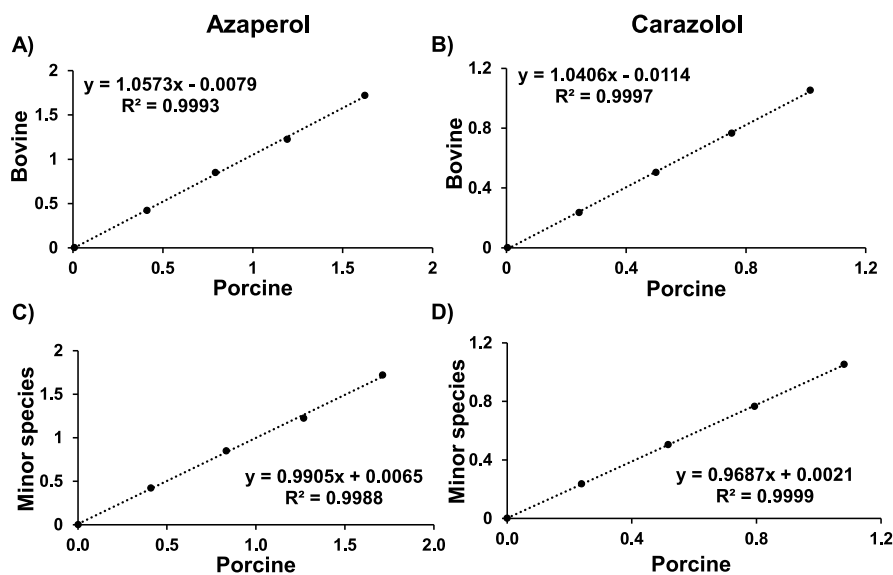 Azaperol
Carazolol
A)
y = 1.0573x - 0.0079
R² = 0.9993
Bovine
2
1.5
1
0.5
0
0 0.5 1 1.5 2
Porcine
B)
y = 1.0406x - 0.0114
R² = 0.9997
Bovine
1.2
0.8
0.4
0
0.0 0.4 0.8 1.2
Porcine
C)
y = 0.9905x + 0.0065
R² = 0.9988
Minor species
2
1.5
1
0.5
0
0.0 0.5 1.0 1.5 2.0
Porcine
D)
y = 0.9687x + 0.0021
R² = 0.9999
Minor species
1.2
0.8
0.4
0
0.0 0.4 0.8 1.2
Porcine